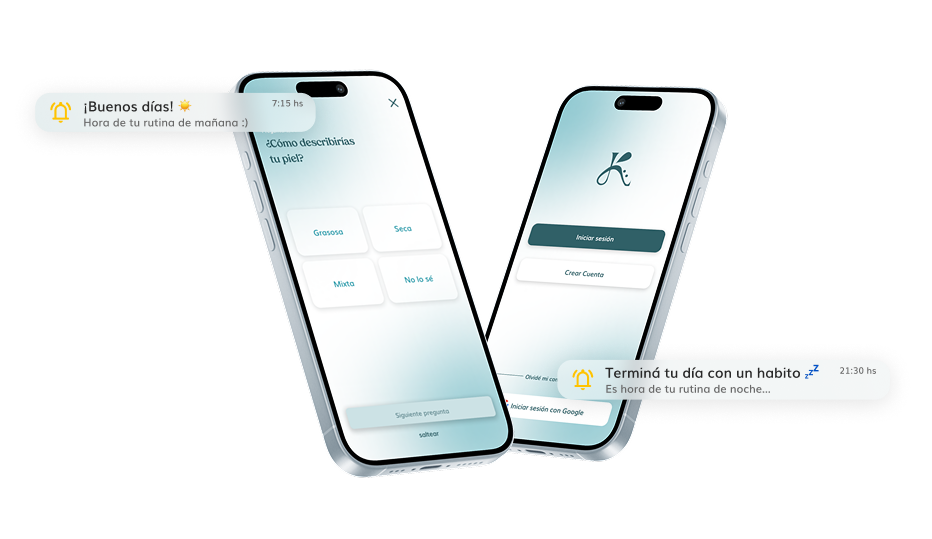 ¡Buenos días! ☀️
7:15 hs
Hora de tu rutina de mañana :)
¿Cómo describirías
tu piel?
Grasosa
Seca
Mixta
No lo sé
Siguiente pregunta
saltear
K
Iniciar sesión
Crear Cuenta
Olvidé mi
Iniciar sesión con Google
Terminá tu día con un habito 💤
21:30 hs
Es hora de tu rutina de noche...